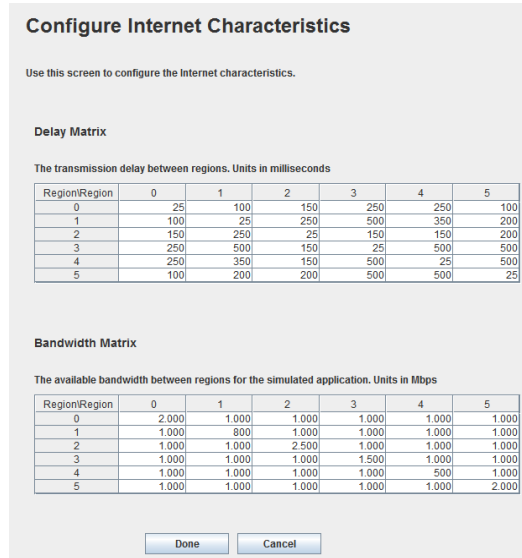 Configure Internet Characteristics
Use this screen to configure the Internet characteristics.
Delay Matrix
The transmission delay between regions. Units in milliseconds
Region\Region 0 1 2 3 4 5
0 25 100 150 250 250 100
1 100 25 250 500 350 200
2 150 250 25 150 150 200
3 250 500 150 25 500 500
4 250 350 150 500 25 500
5 100 200 200 500 500 25
Bandwidth Matrix
The available bandwidth between regions for the simulated application. Units in Mbps
Region\Region 0 1 2 3 4 5
0 2.000 1.000 1.000 1.000 1.000 1.000
1 1.000 800 1.000 1.000 1.000 1.000
2 1.000 1.000 2.500 1.000 1.000 1.000
3 1.000 1.000 1.000 1.500 1.000 1.000
4 1.000 1.000 1.000 1.000 500 1.000
5 1.000 1.000 1.000 1.000 1.000 2.000
Done Cancel